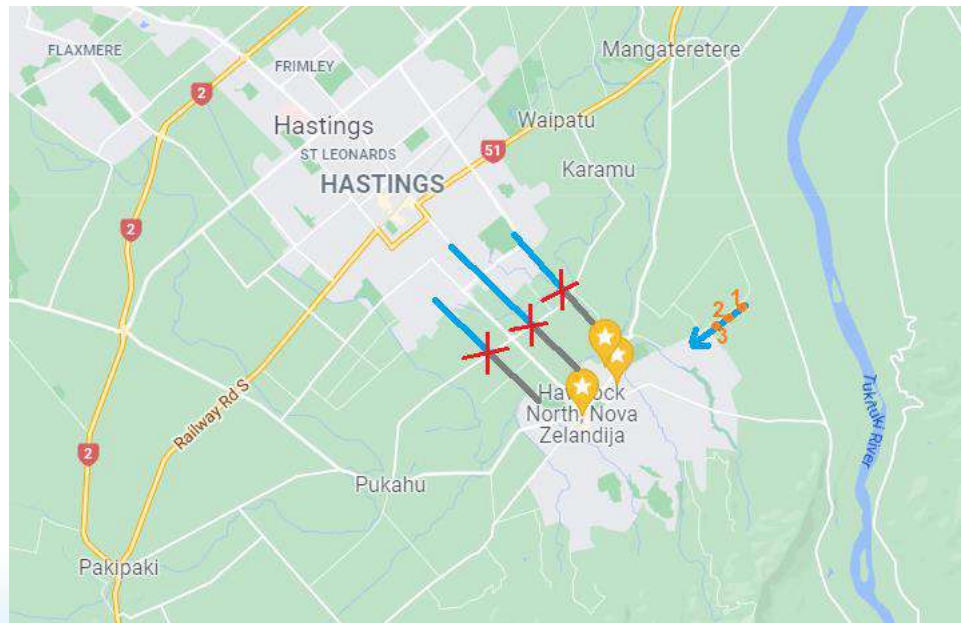 FLAXMERE
2
FRIMLEY
Mangateretere
Hastings
Waipatu
ST LEONARDS
51
Karamu
HASTINGS
2
1
2
3
Havelock
North, Nova
Zelandija
Railway Rd S
Tukituki River
2
Pukahu
Pakipaki